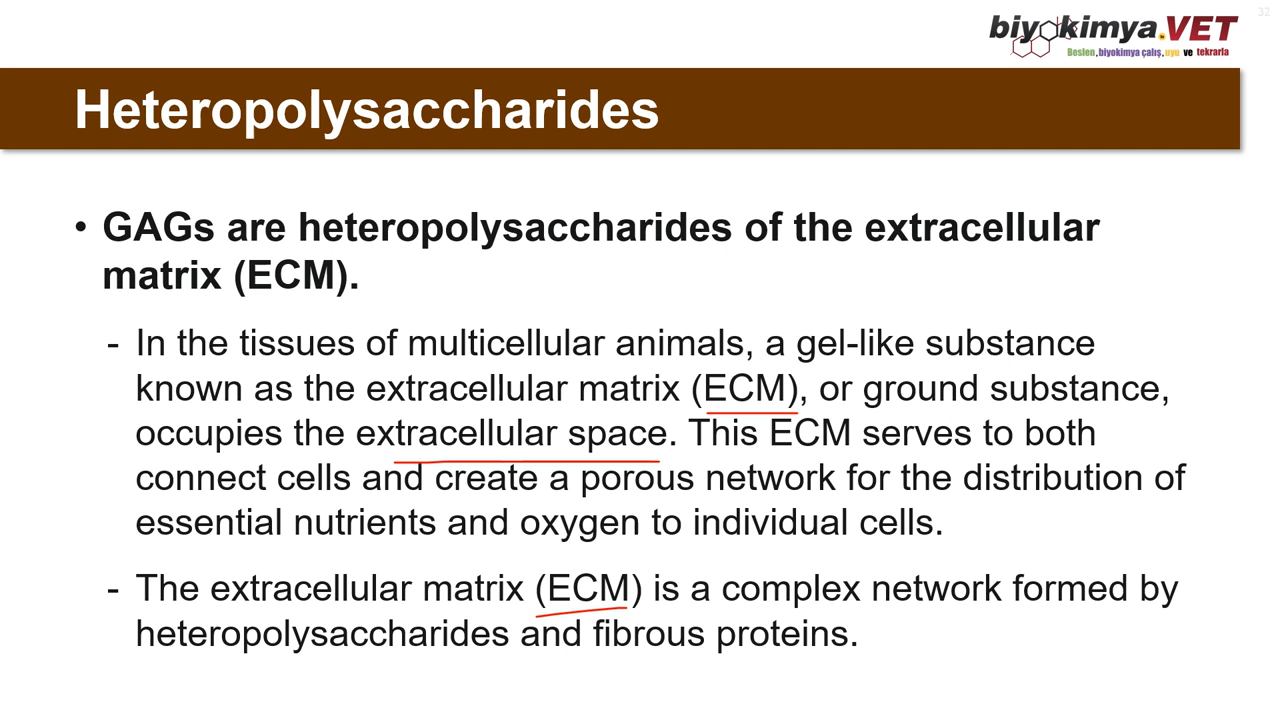 32
biyokimya.VET
Beslen,biyokimya çalış,uyu ve tekrarla
Heteropolysaccharides
• GAGs are heteropolysaccharides of the extracellular
matrix (ECM).
- In the tissues of multicellular animals, a gel-like substance
known as the extracellular matrix (ECM), or ground substance,
occupies the extracellular space. This ECM serves to both
connect cells and create a porous network for the distribution of
essential nutrients and oxygen to individual cells.
- The extracellular matrix (ECM) is a complex network formed by
heteropolysaccharides and fibrous proteins.